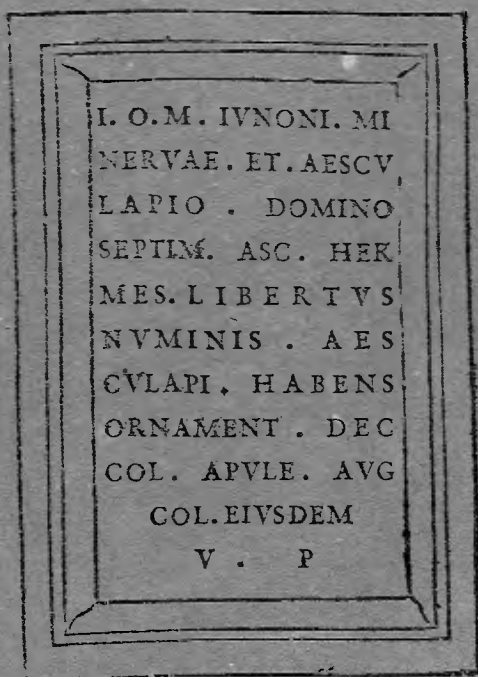 I. O.M. IVNONI. MI
NERVAE. ET. AESCV
LAPIO . DOMINO
SEPTIM. ASC. HER
MES. LIBERTVS
NVMINIS . AES
CVLAPI. HABENS
ORNAMENT . DEC
COL. APVLE. AVG
COL. EIVSDEM
V . P